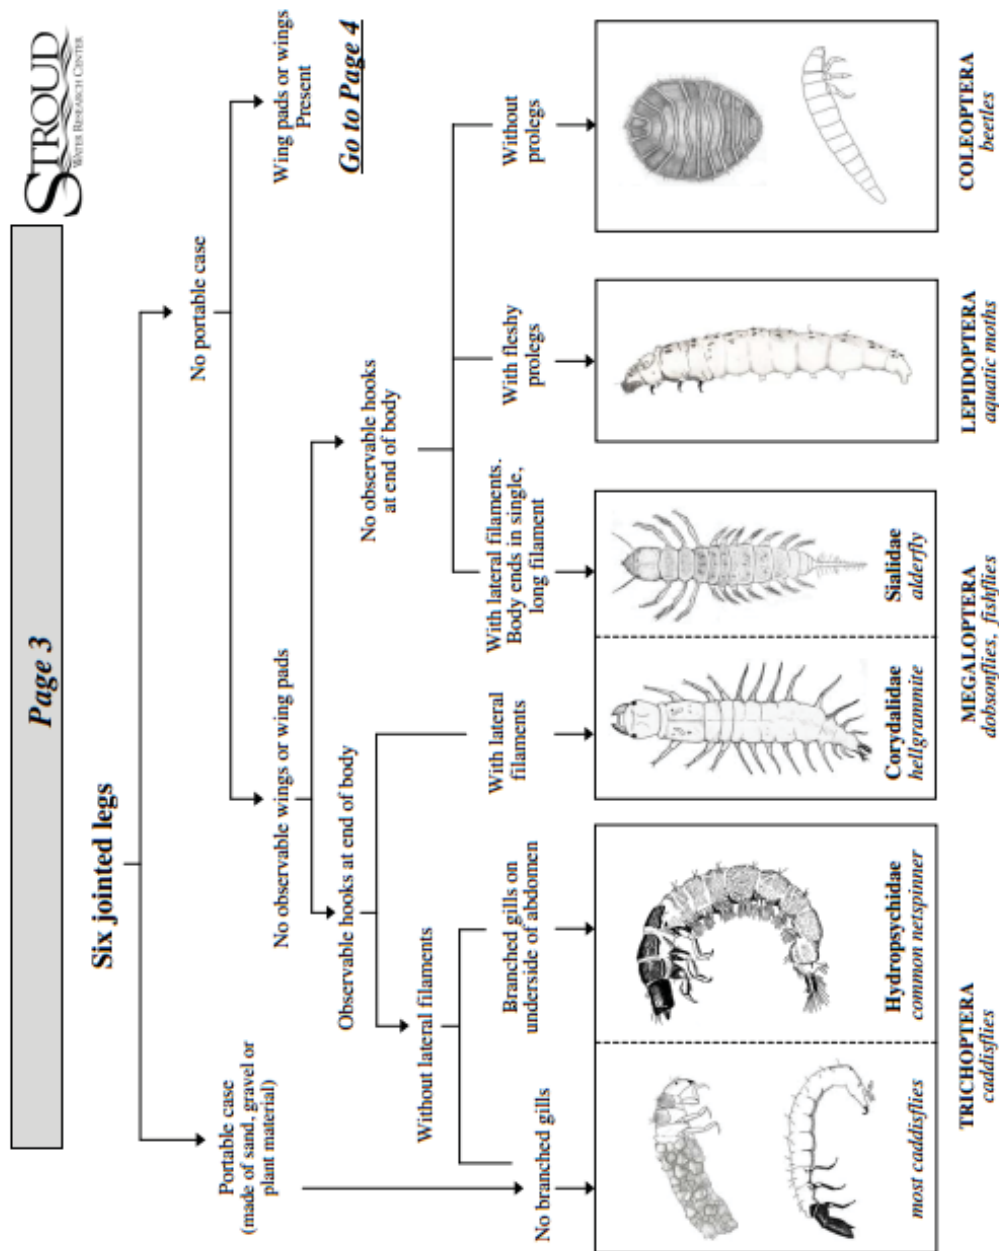 Page 3
STROUD
WATER RESEARCH CENTER
Six jointed legs
Portable case
(made of sand, gravel or
plant material)
No portable case
No observable wings or wing pads
Wing pads or wings
Present
Go to Page 4
Observable hooks at end of body
No observable hooks
at end of body
Without lateral filaments
With lateral
filaments
With lateral filaments.
Body ends in single,
long filament
With fleshy
prolegs
Without
prolegs
No branched gills
Branched gills on
underside of abdomen
most caddisflies
Hydropsychidae
common netspinner
Corydalidae
hellgrammite
Sialidae
alderfly
TRICHOPTERA
caddisflies
MEGALOPTERA
dobsonflies. fishflies
LEPIDOPTERA
aquatic moths
COLEOPTERA
beetles